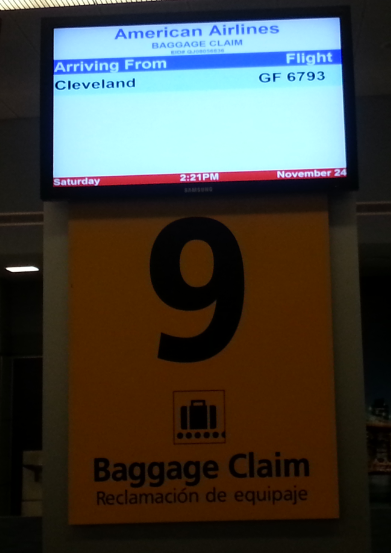 American Airlines
BAGGAGE CLAIM
Arriving From Flight
Cleveland GF 6793
Saturday 2:21PM November 24
SAMSUNG
9
Baggage Claim
Reclamación de equipaje